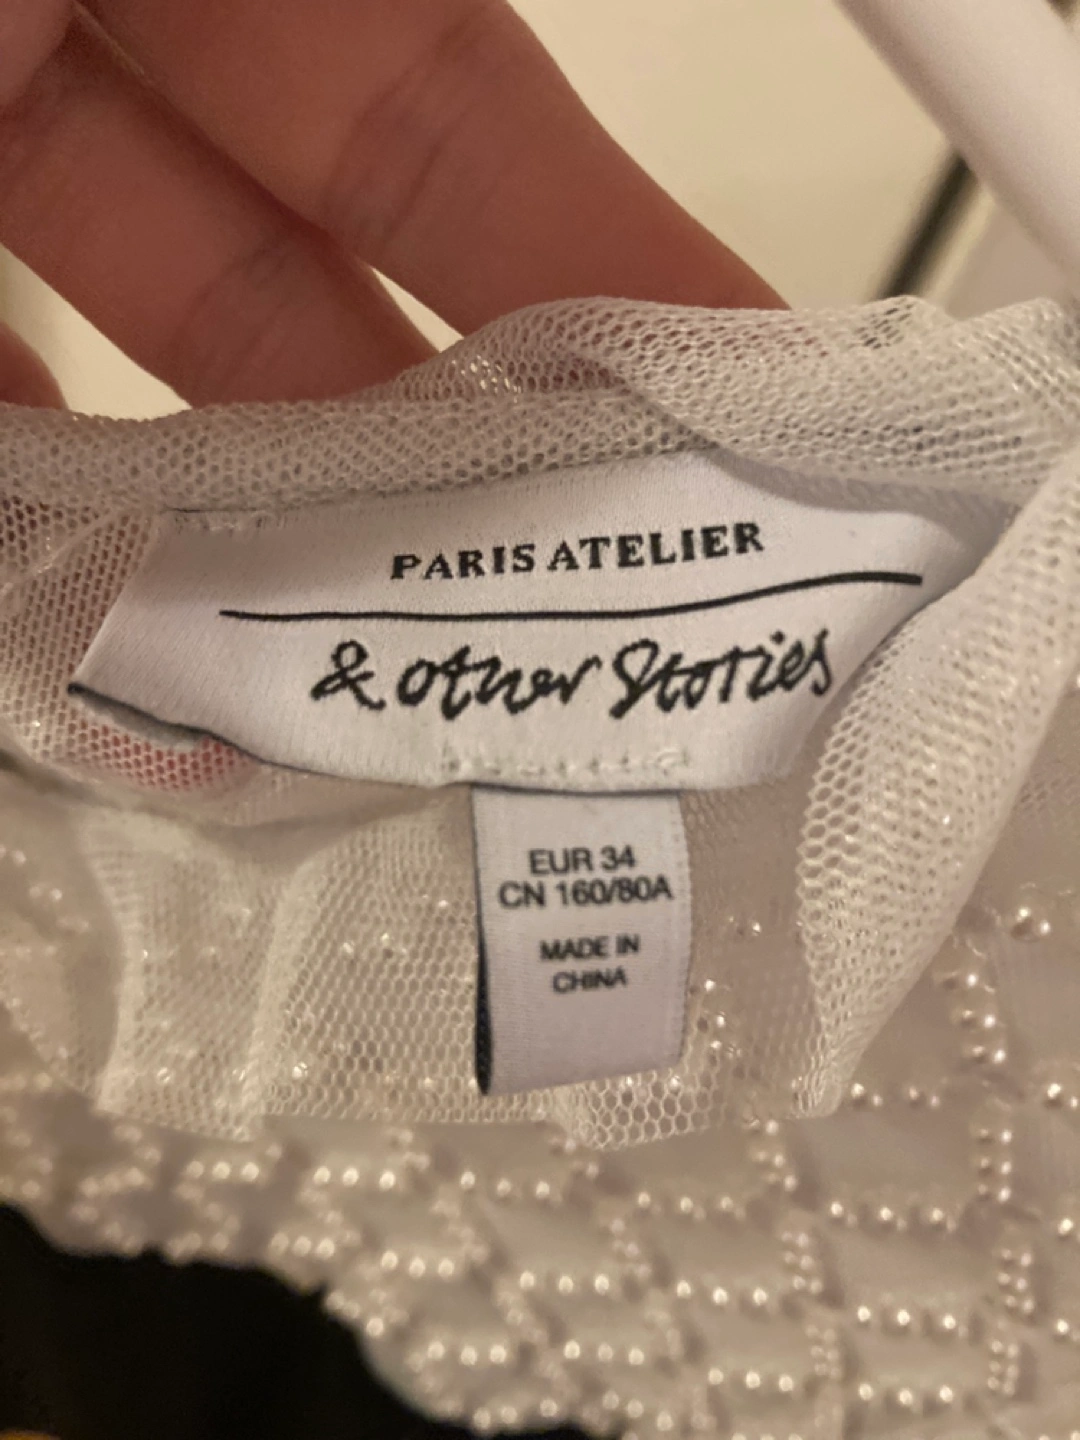 PARIS ATELIER
& other Stories
EUR 34
CN 160/80A
MADE IN
CHINA